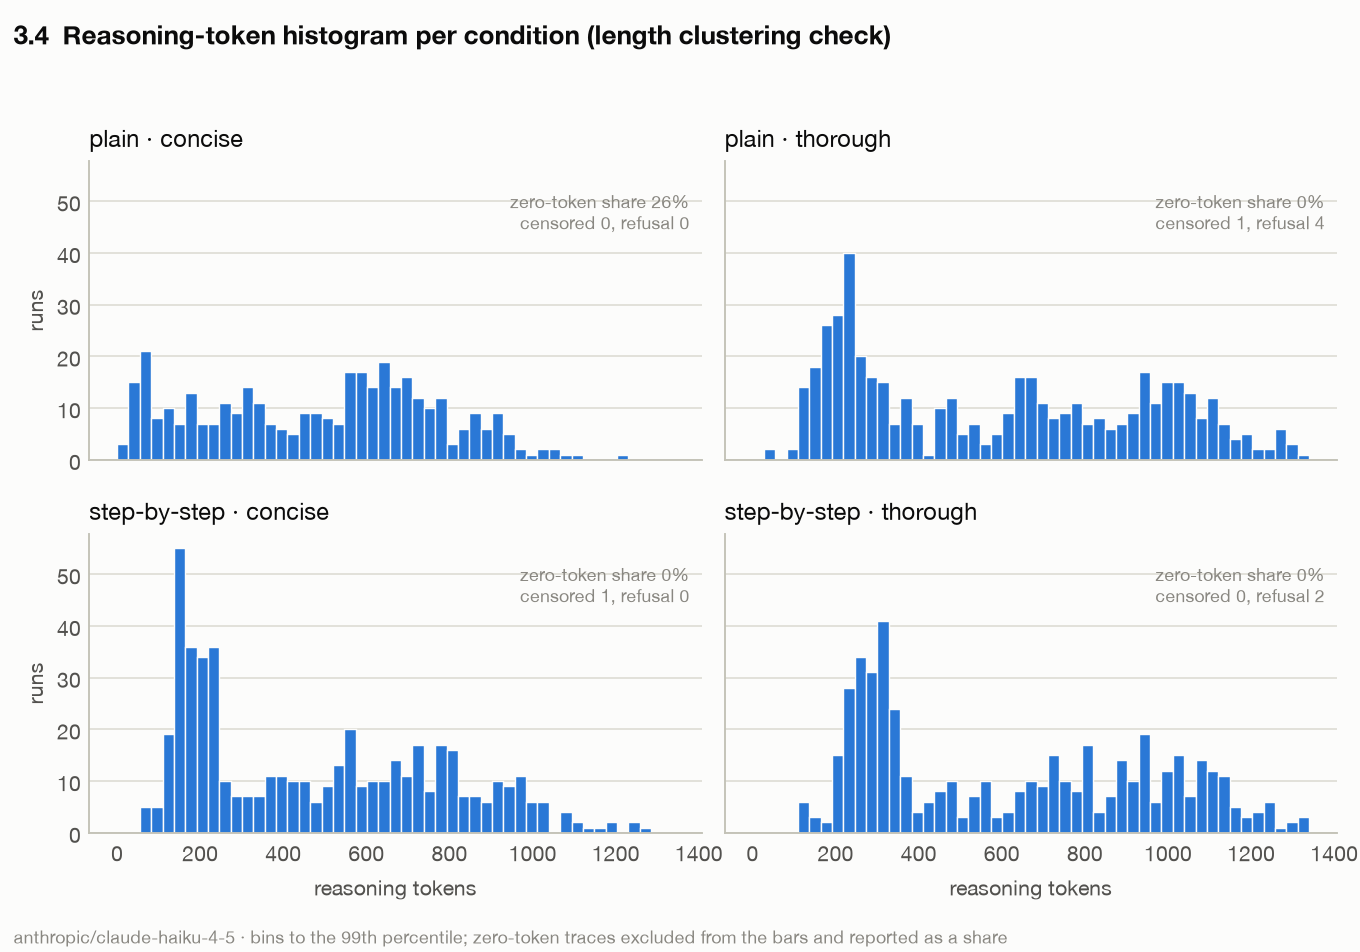 3.4 Reasoning-token histogram per condition (length clustering check)
plain · concise
plain · thorough
zero-token share 26%
censored 0, refusal 0
zero-token share 0%
censored 1, refusal 4
runs
50
40
30
20
10
0
step-by-step · concise
step-by-step · thorough
zero-token share 0%
censored 1, refusal 0
zero-token share 0%
censored 0, refusal 2
runs
50
40
30
20
10
0
0 200 400 600 800 1000 1200 1400
0 200 400 600 800 1000 1200 1400
reasoning tokens
reasoning tokens
anthropic/claude-haiku-4-5 · bins to the 99th percentile; zero-token traces excluded from the bars and reported as a share